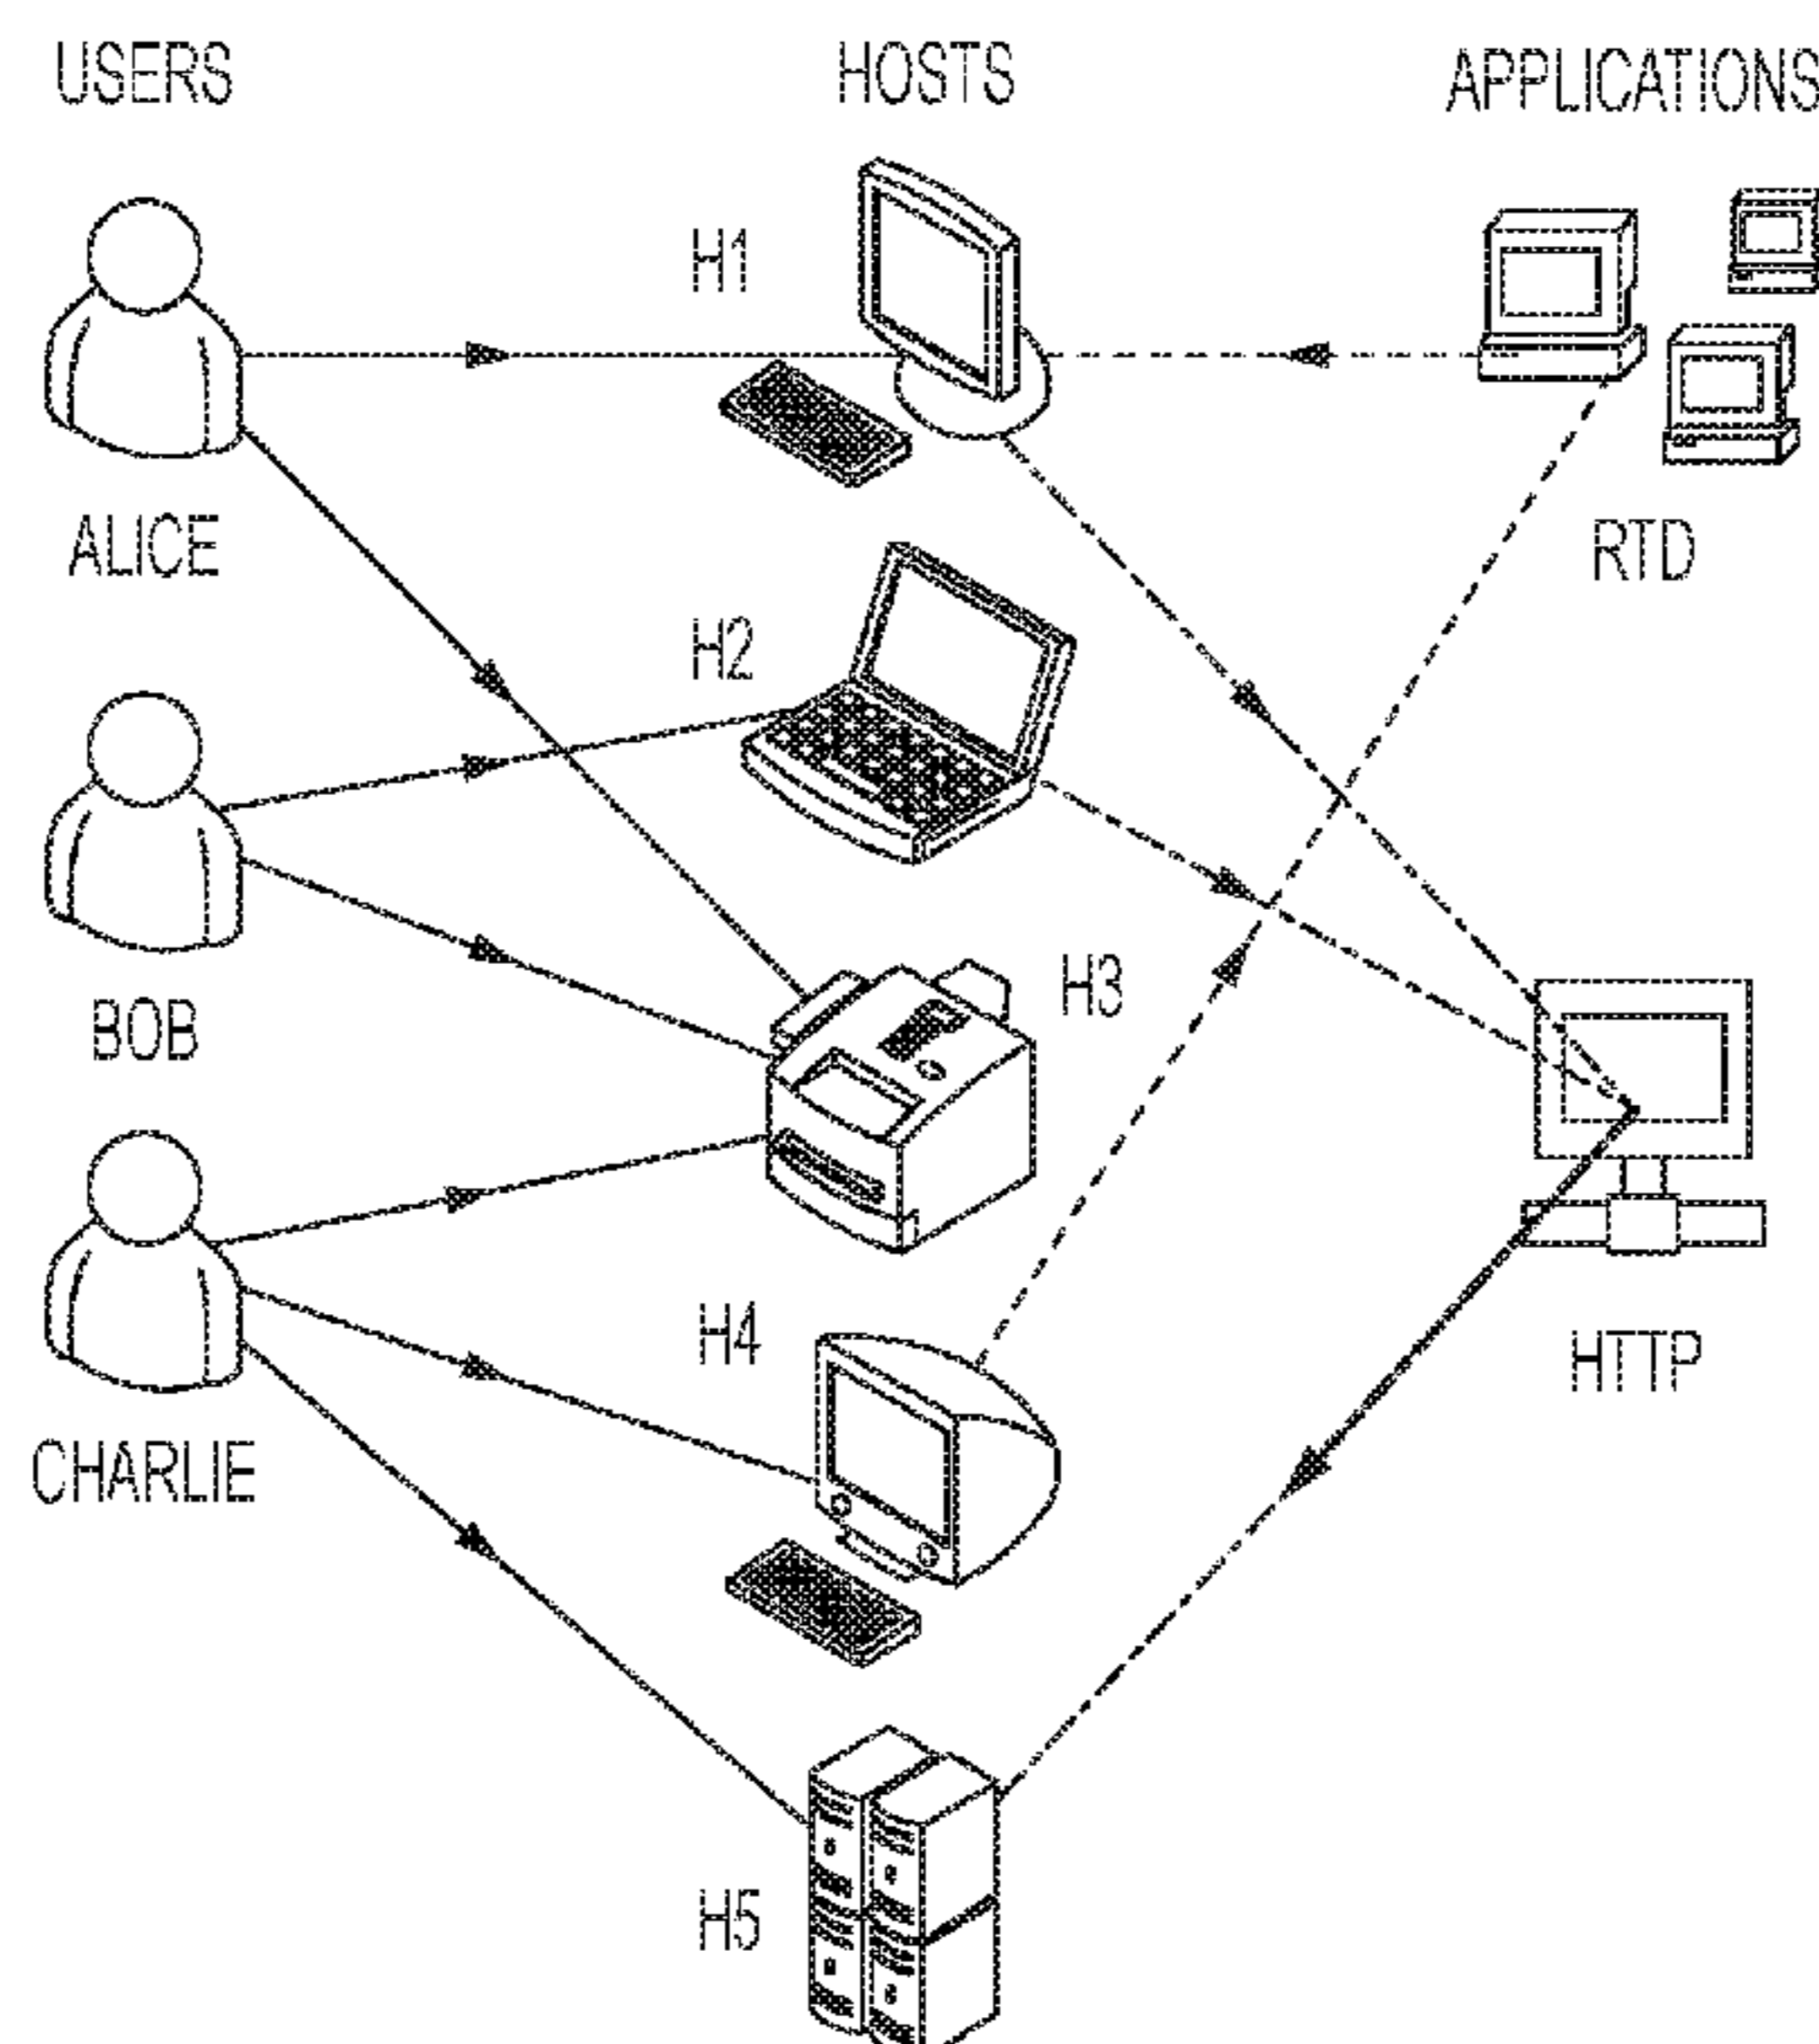 USERS
HOSTS
APPLICATIONS
H1
ALICE
RTD
H2
BOB
H3
H4
HTTP
CHARLIE
H5